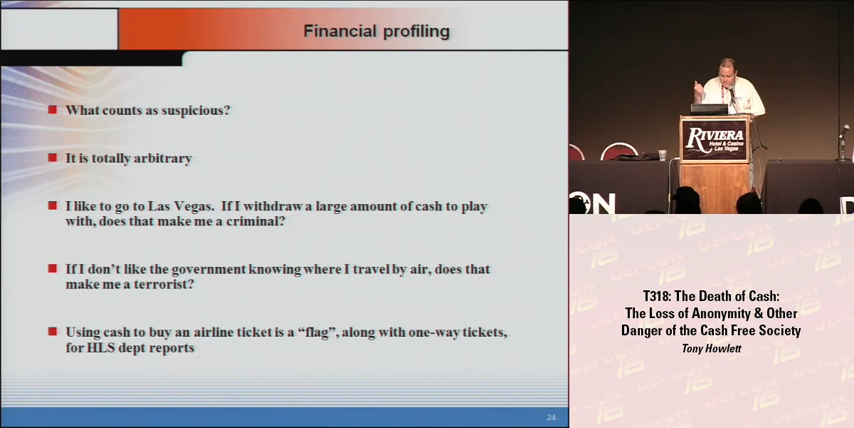 Financial profiling
What counts as suspicious?
It is totally arbitrary
I like to go to Las Vegas. If I withdraw a large amount of cash to play
with, does that make me a criminal?
If I don't like the government knowing where I travel by air, does that
make me a terrorist?
Using cash to buy an airline ticket is a “flag”, along with one-way tickets,
for HLS dept reports
24
RIVIERA
Hotel & Casino
Las Vegas
ON
D
T318: The Death of Cash:
The Loss of Anonymity & Other
Danger of the Cash Free Society
Tony Howlett
DEFCON
16